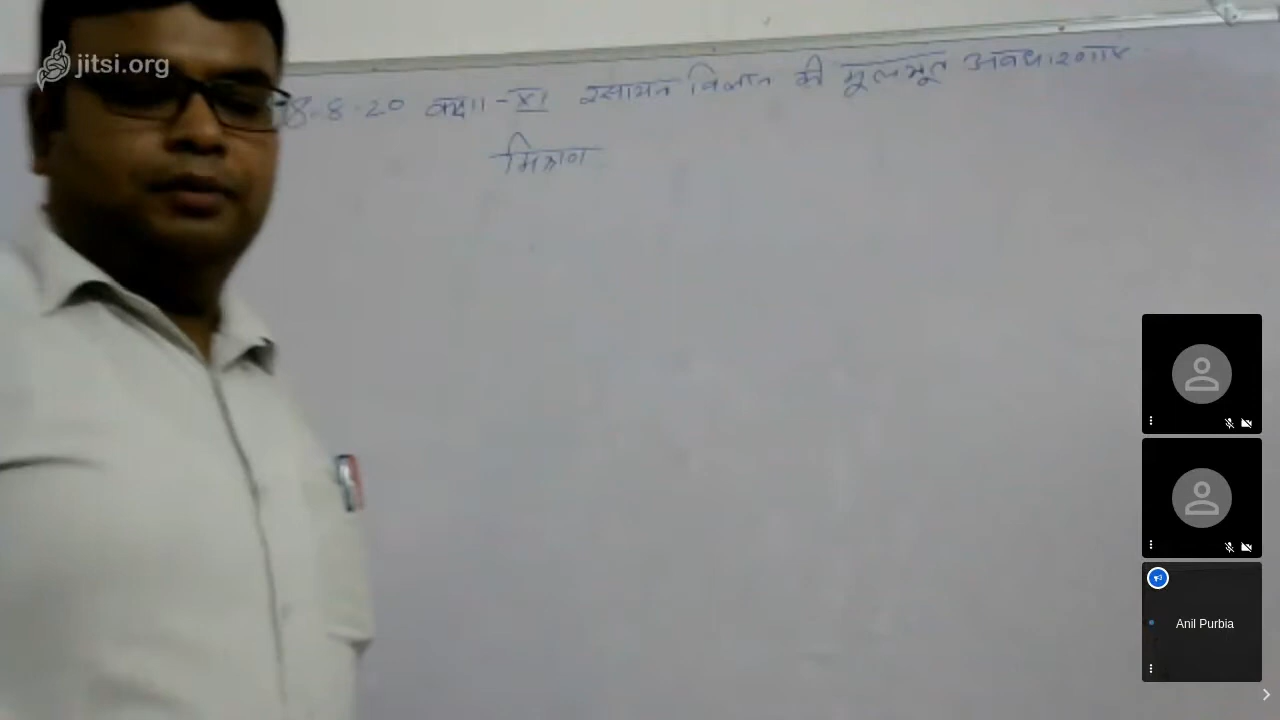 jitsi.org
8-8-20 कक्षा-XI रसायन विज्ञान की मूलभूत अवधारणाएं
मिश्रण
Anil Purbia